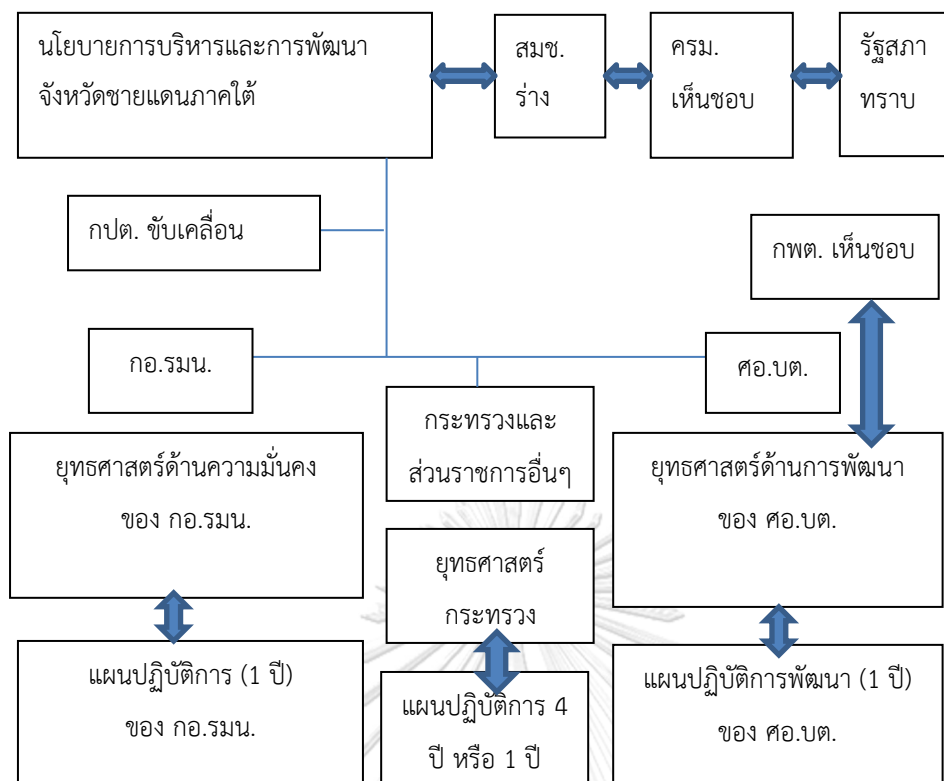 นโยบายการบริหารและการพัฒนา
จังหวัดชายแดนภาคใต้
สมช.
ร่าง
ครม.
เห็นชอบ
รัฐสภา
ทราบ
กปต. ขับเคลื่อน
กพต. เห็นชอบ
กอ.รมน.
ศอ.บต.
กระทรวงและ
ส่วนราชการอื่นๆ
ยุทธศาสตร์ด้านความมั่นคง
ของ กอ.รมน.
ยุทธศาสตร์
กระทรวง
ยุทธศาสตร์ด้านการพัฒนา
ของ ศอ.บต.
แผนปฏิบัติการ (1 ปี)
ของ กอ.รมน.
แผนปฏิบัติการ 4
ปี หรือ 1 ปี
แผนปฏิบัติการพัฒนา (1 ปี)
ของ ศอ.บต.